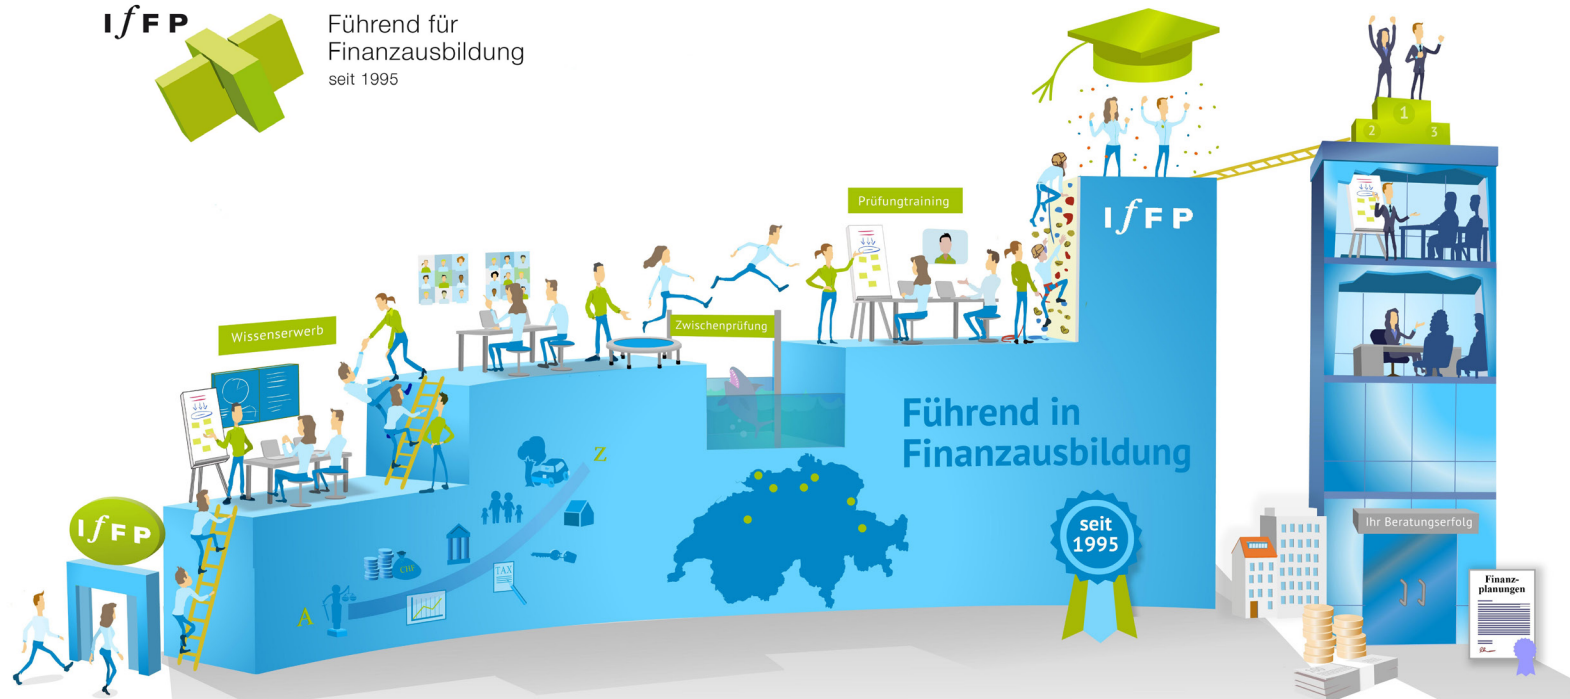 IfFP
Führend für
Finanzausbildung
seit 1995
Wissenserwerb
Zwischenprüfung
Prüfungtraining
IfFP
1
2
3
Führend in
Finanzausbildung
seit
1995
IfFP
A
Z
CHF
TAX
Ihr Beratungserfolg
Finanz-
planungen